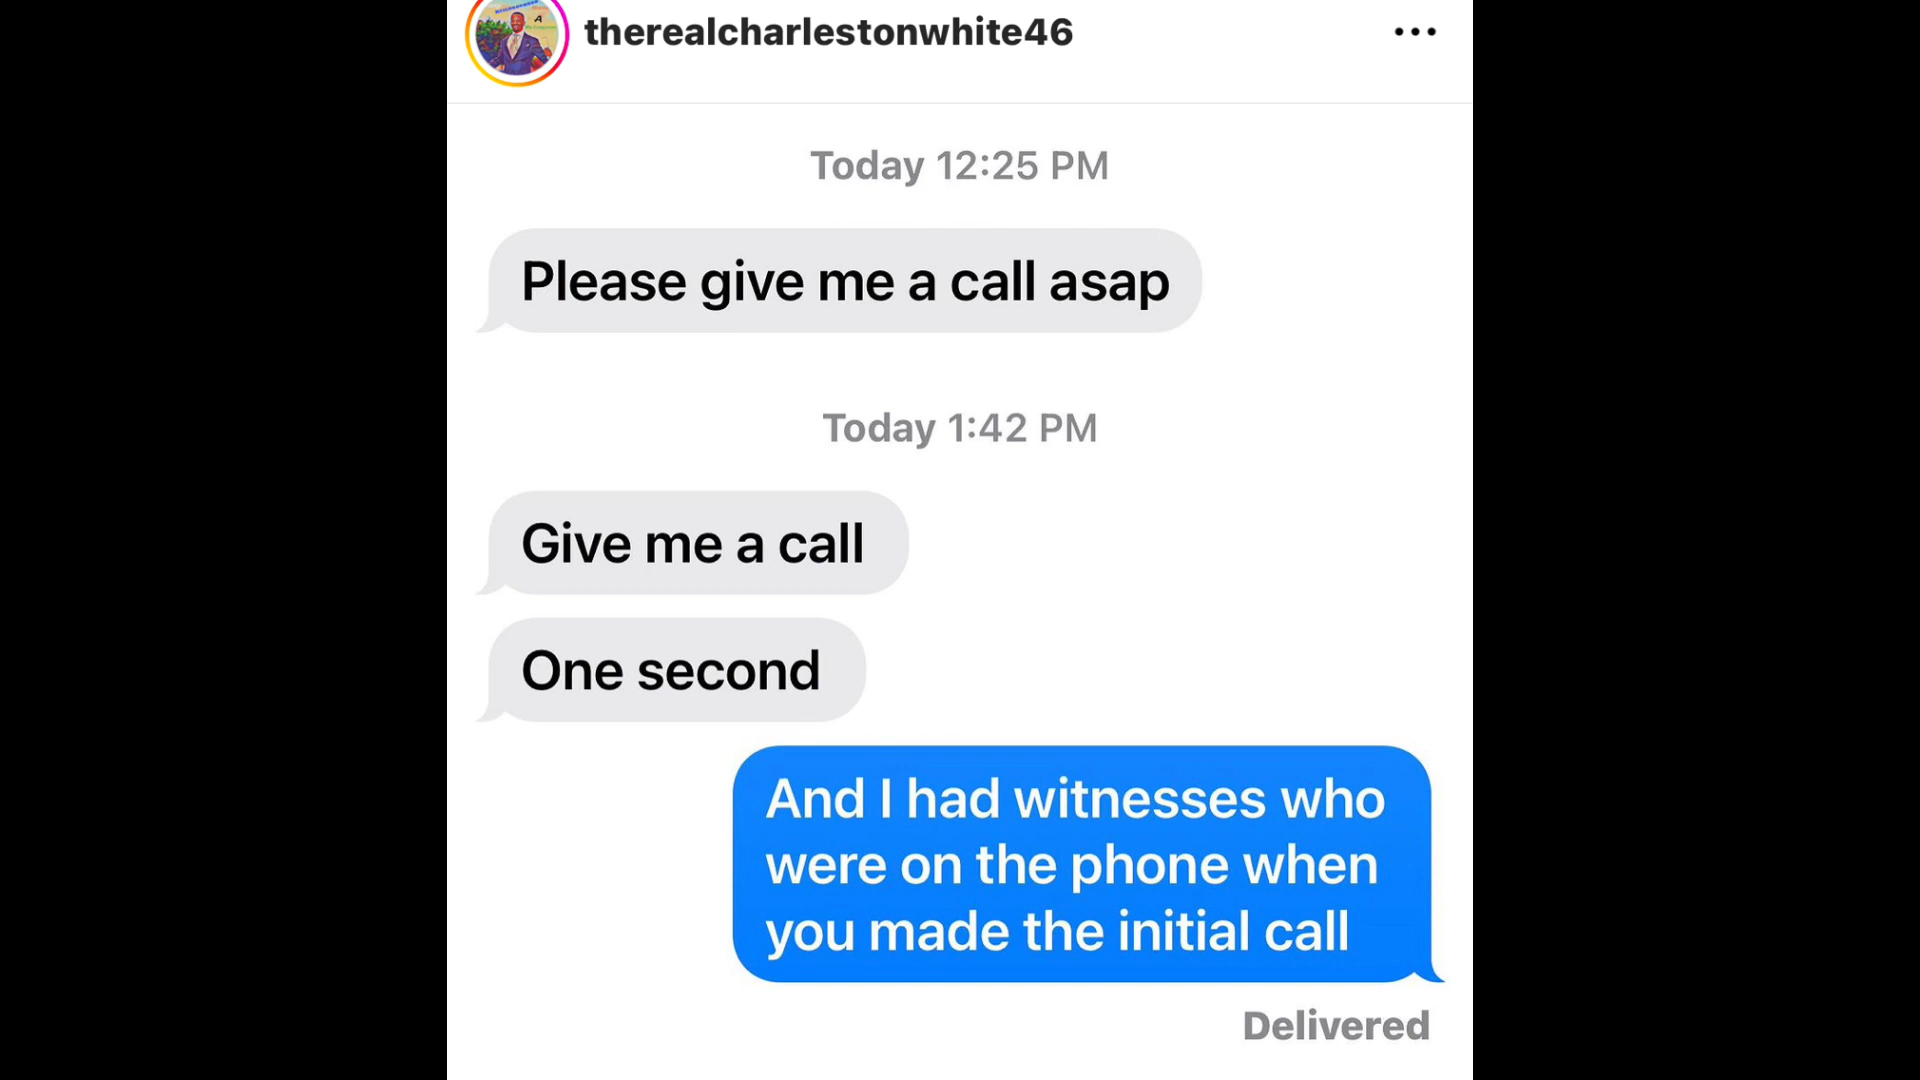 therealcharlestonwhite46
Today 12:25 PM
Please give me a call asap
Today 1:42 PM
Give me a call
One second
And I had witnesses who
were on the phone when
you made the initial call
Delivered